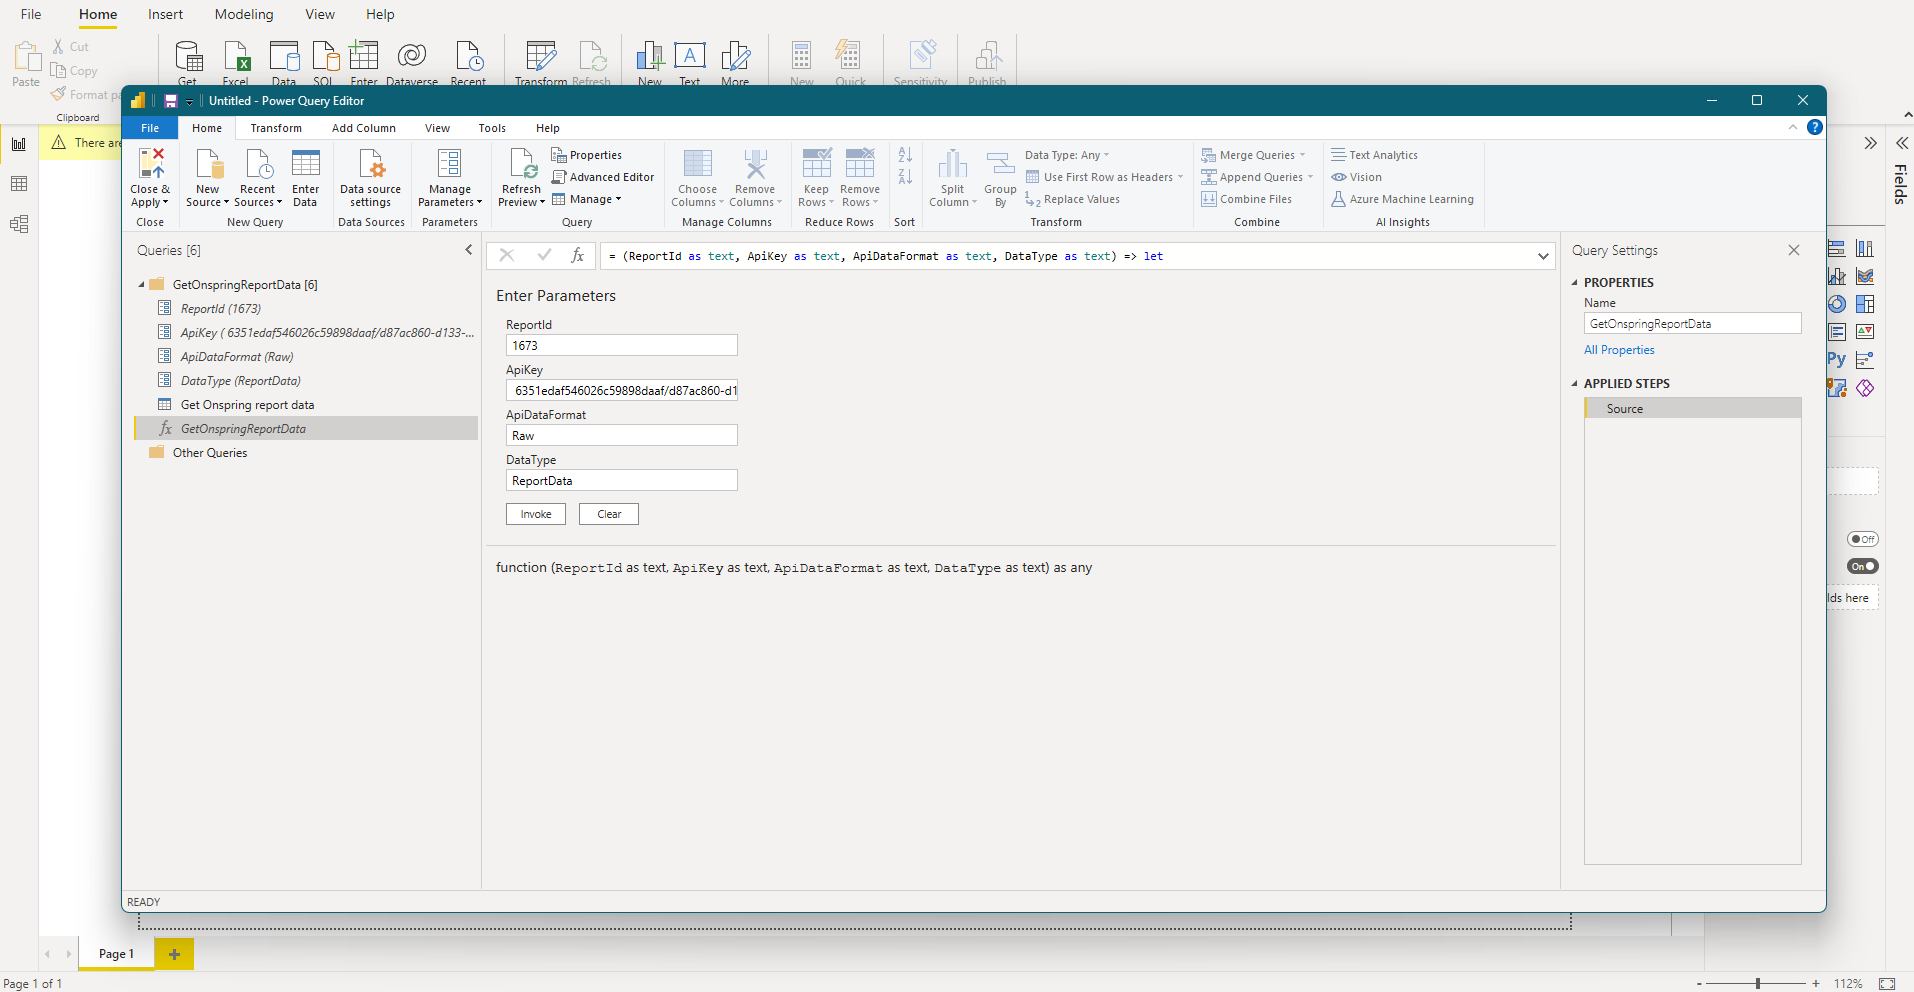 File Home Insert Modeling View Help
Paste
Cut
Copy
Format
Clipboard
Get Excel Data SQL Enter Dataverse Recent Transform Refresh New Text More New Quick Sensitivity Publish
There are
Untitled - Power Query Editor
File Home Transform Add Column View Tools Help
Close &
Apply
Close
New
Source
Recent
Sources
Enter
Data
New Query
Data source
settings
Data Sources
Manage
Parameters
Parameters
Refresh
Preview
Properties
Advanced Editor
Manage
Query
Choose
Columns
Remove
Columns
Manage Columns
Keep
Rows
Remove
Rows
Reduce Rows
A
Z
Z
A
Sort
Split
Column
Group
By
Data Type: Any
Use First Row as Headers
1
2
Replace Values
Transform
Merge Queries
Append Queries
Combine Files
Combine
Text Analytics
Vision
Azure Machine Learning
AI Insights
Queries [6]
GetOnspringReportData [6]
ReportId (1673)
ApiKey ( 6351edaf546026c59898daaf/d87ac860-d133-...
ApiDataFormat (Raw)
DataType (ReportData)
Get Onspring report data
fx GetOnspringReportData
Other Queries
fx
= (ReportId as text, ApiKey as text, ApiDataFormat as text, DataType as text) => let
Enter Parameters
ReportId
1673
ApiKey
6351edaf546026c59898daaf/d87ac860-d1
ApiDataFormat
Raw
DataType
ReportData
Invoke Clear
function (ReportId as text, ApiKey as text, ApiDataFormat as text, DataType as text) as any
Query Settings
PROPERTIES
Name
GetOnspringReportData
All Properties
APPLIED STEPS
Source
READY
Fields
Py
Off
On
lds here
Page 1
+
Page 1 of 1
- + 112%